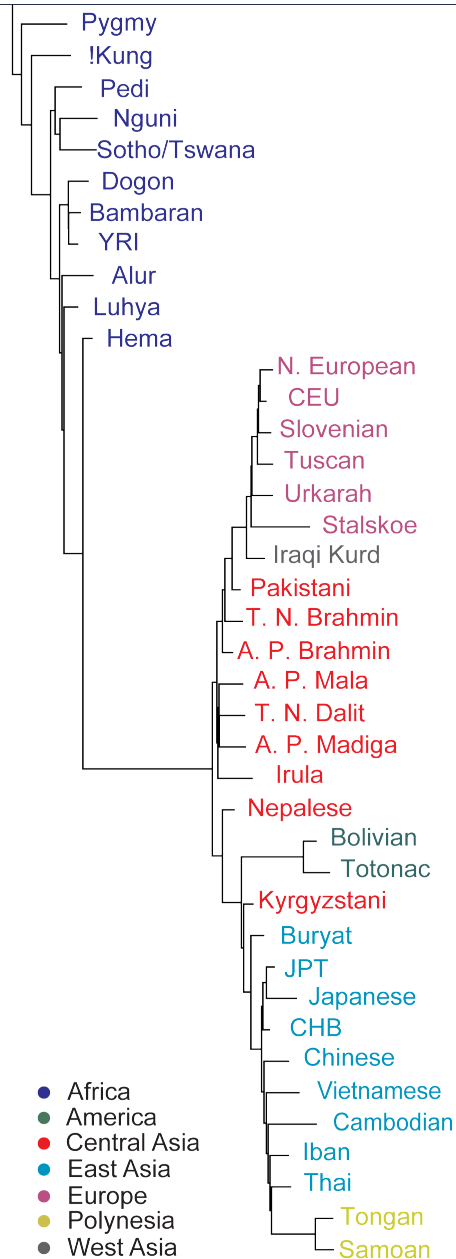 Pygmy
!Kung
Pedi
Nguni
Sotho/Tswana
Dogon
Bambaran
YRI
Alur
Luhya
Hema
N. European
CEU
Slovenian
Tuscan
Urkarah
Stalskoe
Iraqi Kurd
Pakistani
T. N. Brahmin
A. P. Brahmin
A. P. Mala
T. N. Dalit
A. P. Madiga
Irula
Nepalese
Bolivian
Totonac
Kyrgyzstani
Buryat
JPT
Japanese
CHB
Chinese
Vietnamese
Cambodian
Iban
Thai
Tongan
Samoan
Africa
America
Central Asia
East Asia
Europe
Polynesia
West Asia